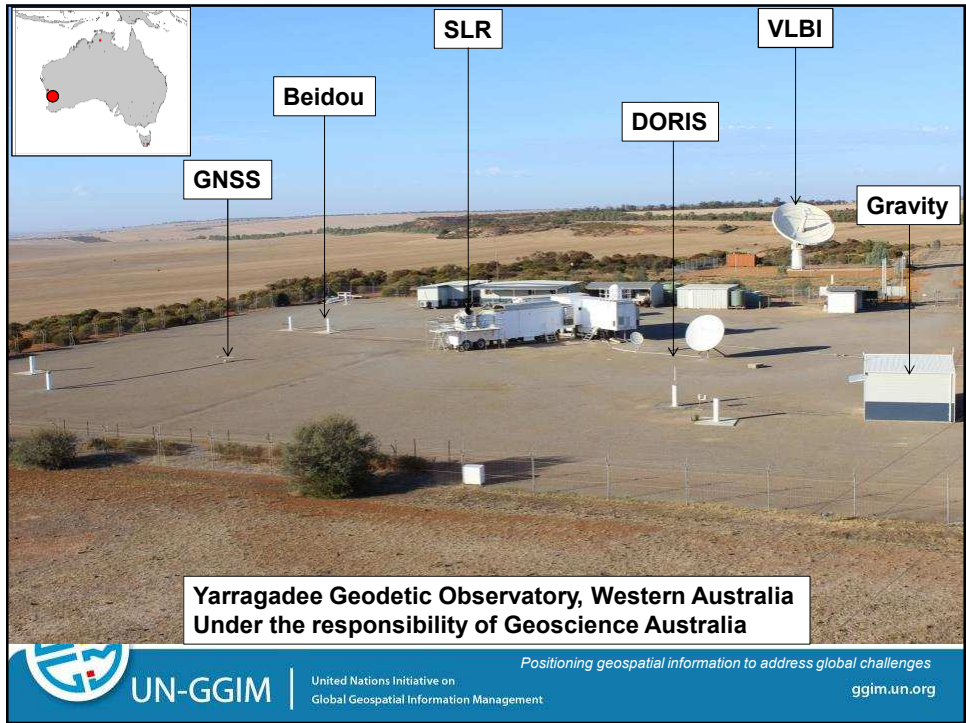 SLR
VLBI
Beidou
DORIS
GNSS
Gravity
Yarragadee Geodetic Observatory, Western Australia
Under the responsibility of Geoscience Australia
Positioning geospatial information to address global challenges
UN-GGIM
United Nations Initiative on
Global Geospatial Information Management
ggim.un.org